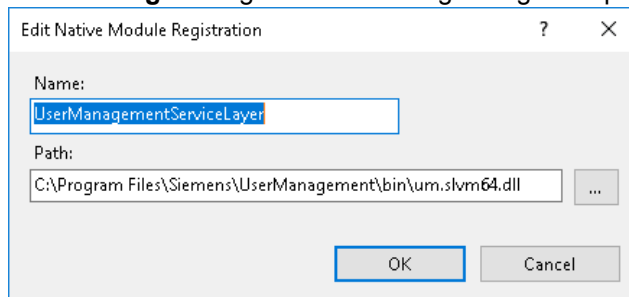 Edit Native Module Registration ? ×
Name:
UserManagementServiceLayer
Path:
C:\Program Files\Siemens\UserManagement\bin\um.slvm64.dll ...
OK Cancel